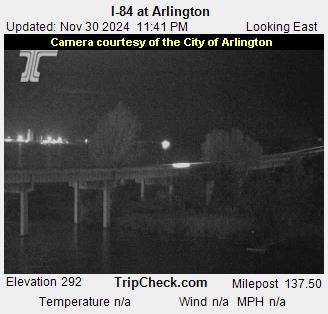 I-84 at Arlington
Updated: Nov 30 2024 11:41 PM Looking East
Camera courtesy of the City of Arlington
Elevation 292 TripCheck.com Milepost 137.50
Temperature n/a Wind n/a MPH n/a